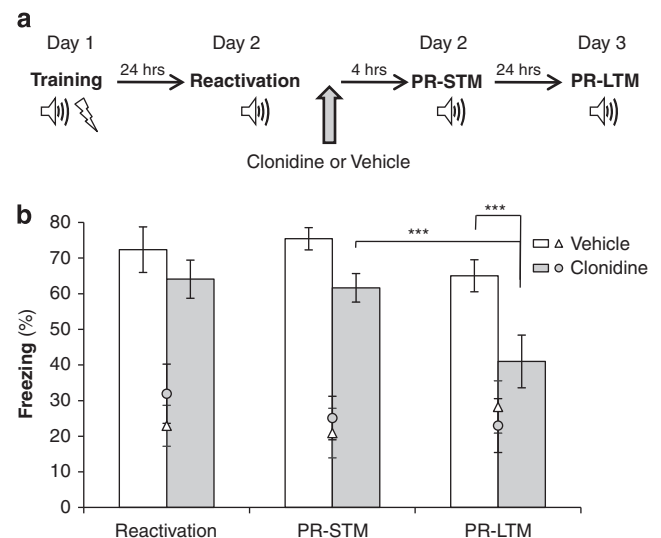 a
Day 1 Day 2 Day 2 Day 3
Training 24 hrs Reactivation 4 hrs PR-STM 24 hrs PR-LTM
Clonidine or Vehicle
b
80
70
60
50
40
30
20
10
0
Freezing (%)
***
***
Vehicle
Clonidine
Reactivation PR-STM PR-LTM